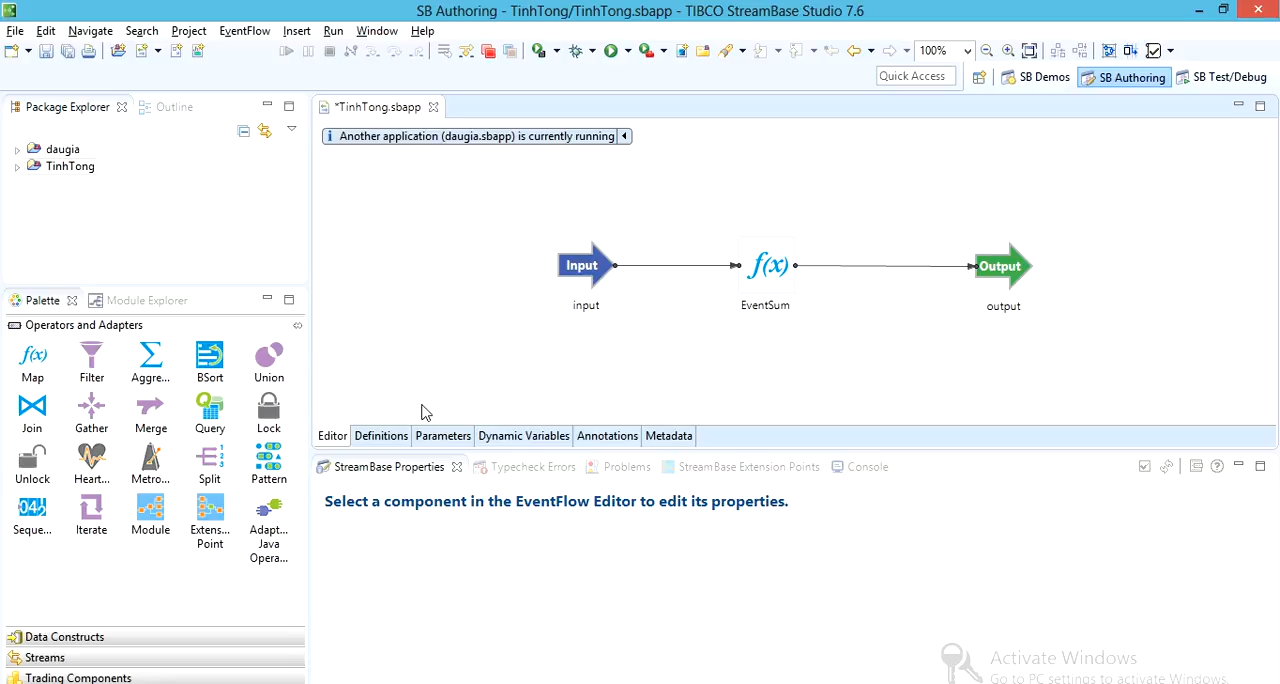 SB Authoring - TinhTong/TinhTong.sbapp - TIBCO StreamBase Studio 7.6
File Edit Navigate Search Project EventFlow Insert Run Window Help
100%
Quick Access SB Demos SB Authoring SB Test/Debug
Package Explorer Outline
daugia
TinhTong
*TinhTong.sbapp
Another application (daugia.sbapp) is currently running
Input f(x) Output
input EventSum output
Editor Definitions Parameters Dynamic Variables Annotations Metadata
Palette Module Explorer
Operators and Adapters
f(x)
Map Filter Aggre... BSort Union
Join Gather Merge Query Lock
Unlock Heart... Metro... Split Pattern
Seque... Iterate Module Extens... Point Adapt... Java Opera...
Data Constructs
Streams
Trading Components
StreamBase Properties Typecheck Errors Problems StreamBase Extension Points Console
Select a component in the EventFlow Editor to edit its properties.
Activate Windows
Go to PC settings to activate Windows.